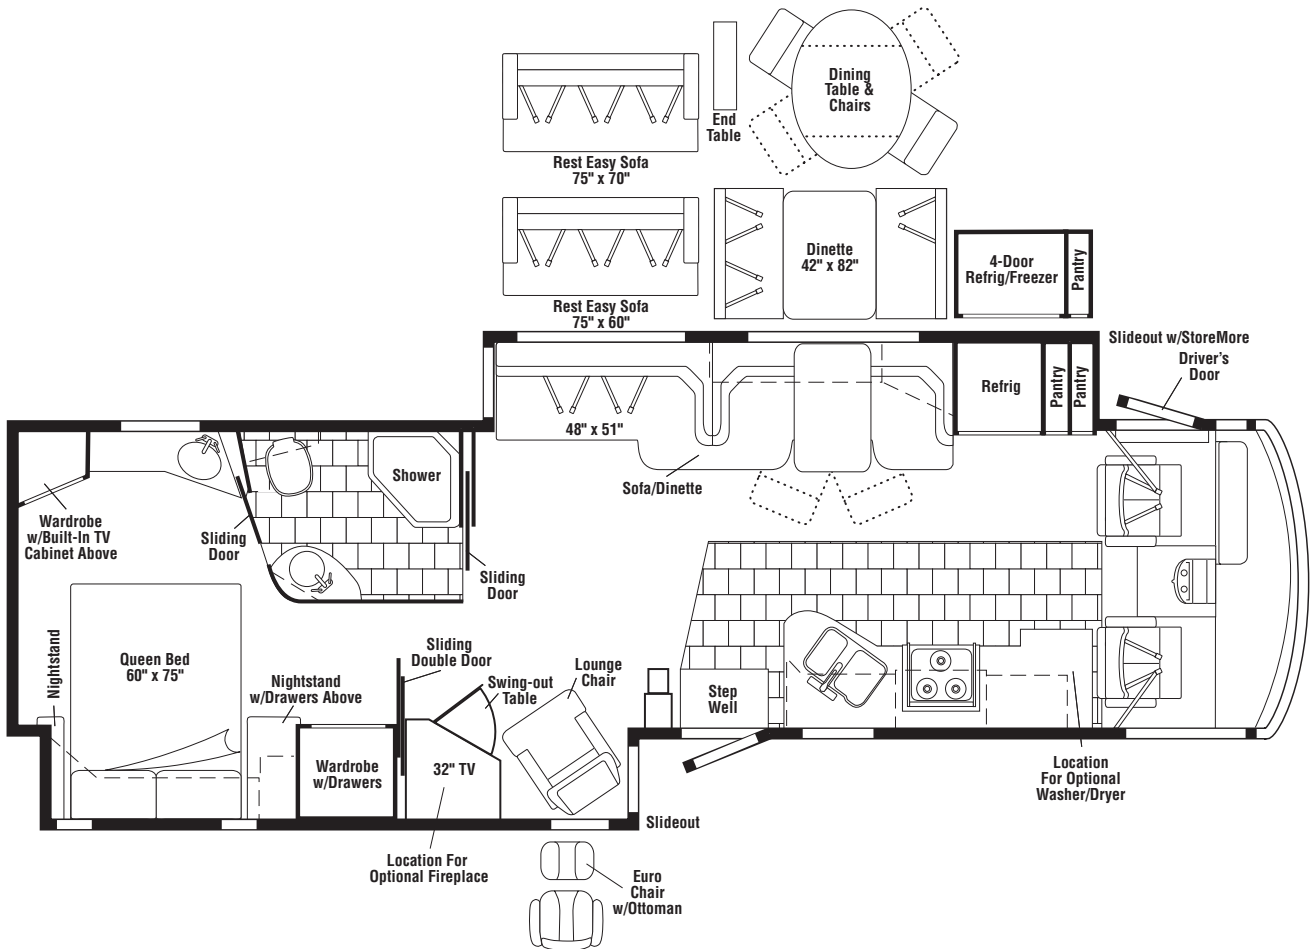 Dining
Table &
Chairs
End
Table
Rest Easy Sofa
75" x 70"
Dinette
42" x 82"
4-Door
Refrig/Freezer
Pantry
Rest Easy Sofa
75" x 60"
Slideout w/StoreMore
Driver's
Door
Refrig
Pantry
Pantry
48" x 51"
Sofa/Dinette
Shower
Wardrobe
w/Built-In TV
Cabinet Above
Sliding
Door
Sliding
Door
Nightstand
Queen Bed
60" x 75"
Nightstand
w/Drawers Above
Sliding
Double Door
Swing-out
Table
Lounge
Chair
Step
Well
Wardrobe
w/Drawers
32" TV
Location
For Optional
Washer/Dryer
Slideout
Location For
Optional Fireplace
Euro
Chair
w/Ottoman